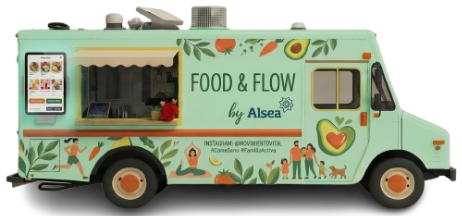 FOOD & FLOW
by Alsea
INSTAGRAM: @MOVIMIENTOVITAL
#ComeSano #FamiliaActiva